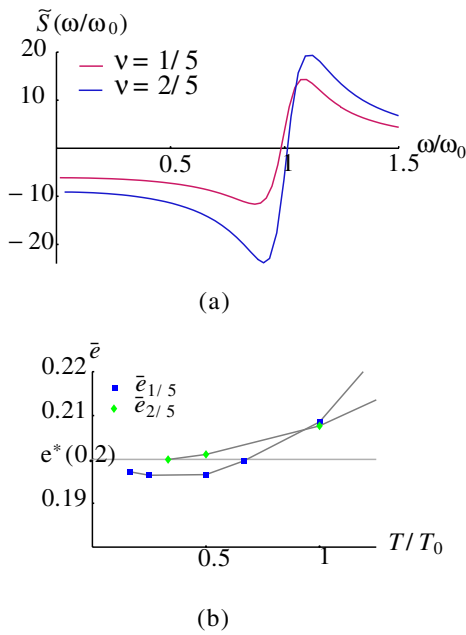 S̃(ω/ω₀)
20
ν = 1/5
ν = 2/5
10
ω/ω₀
0.5
1
1.5
−10
−20
(a)
ē
0.22
ē₁/₅
ē₂/₅
0.21
e*(0.2)
0.19
0.5
1
T/T₀
(b)